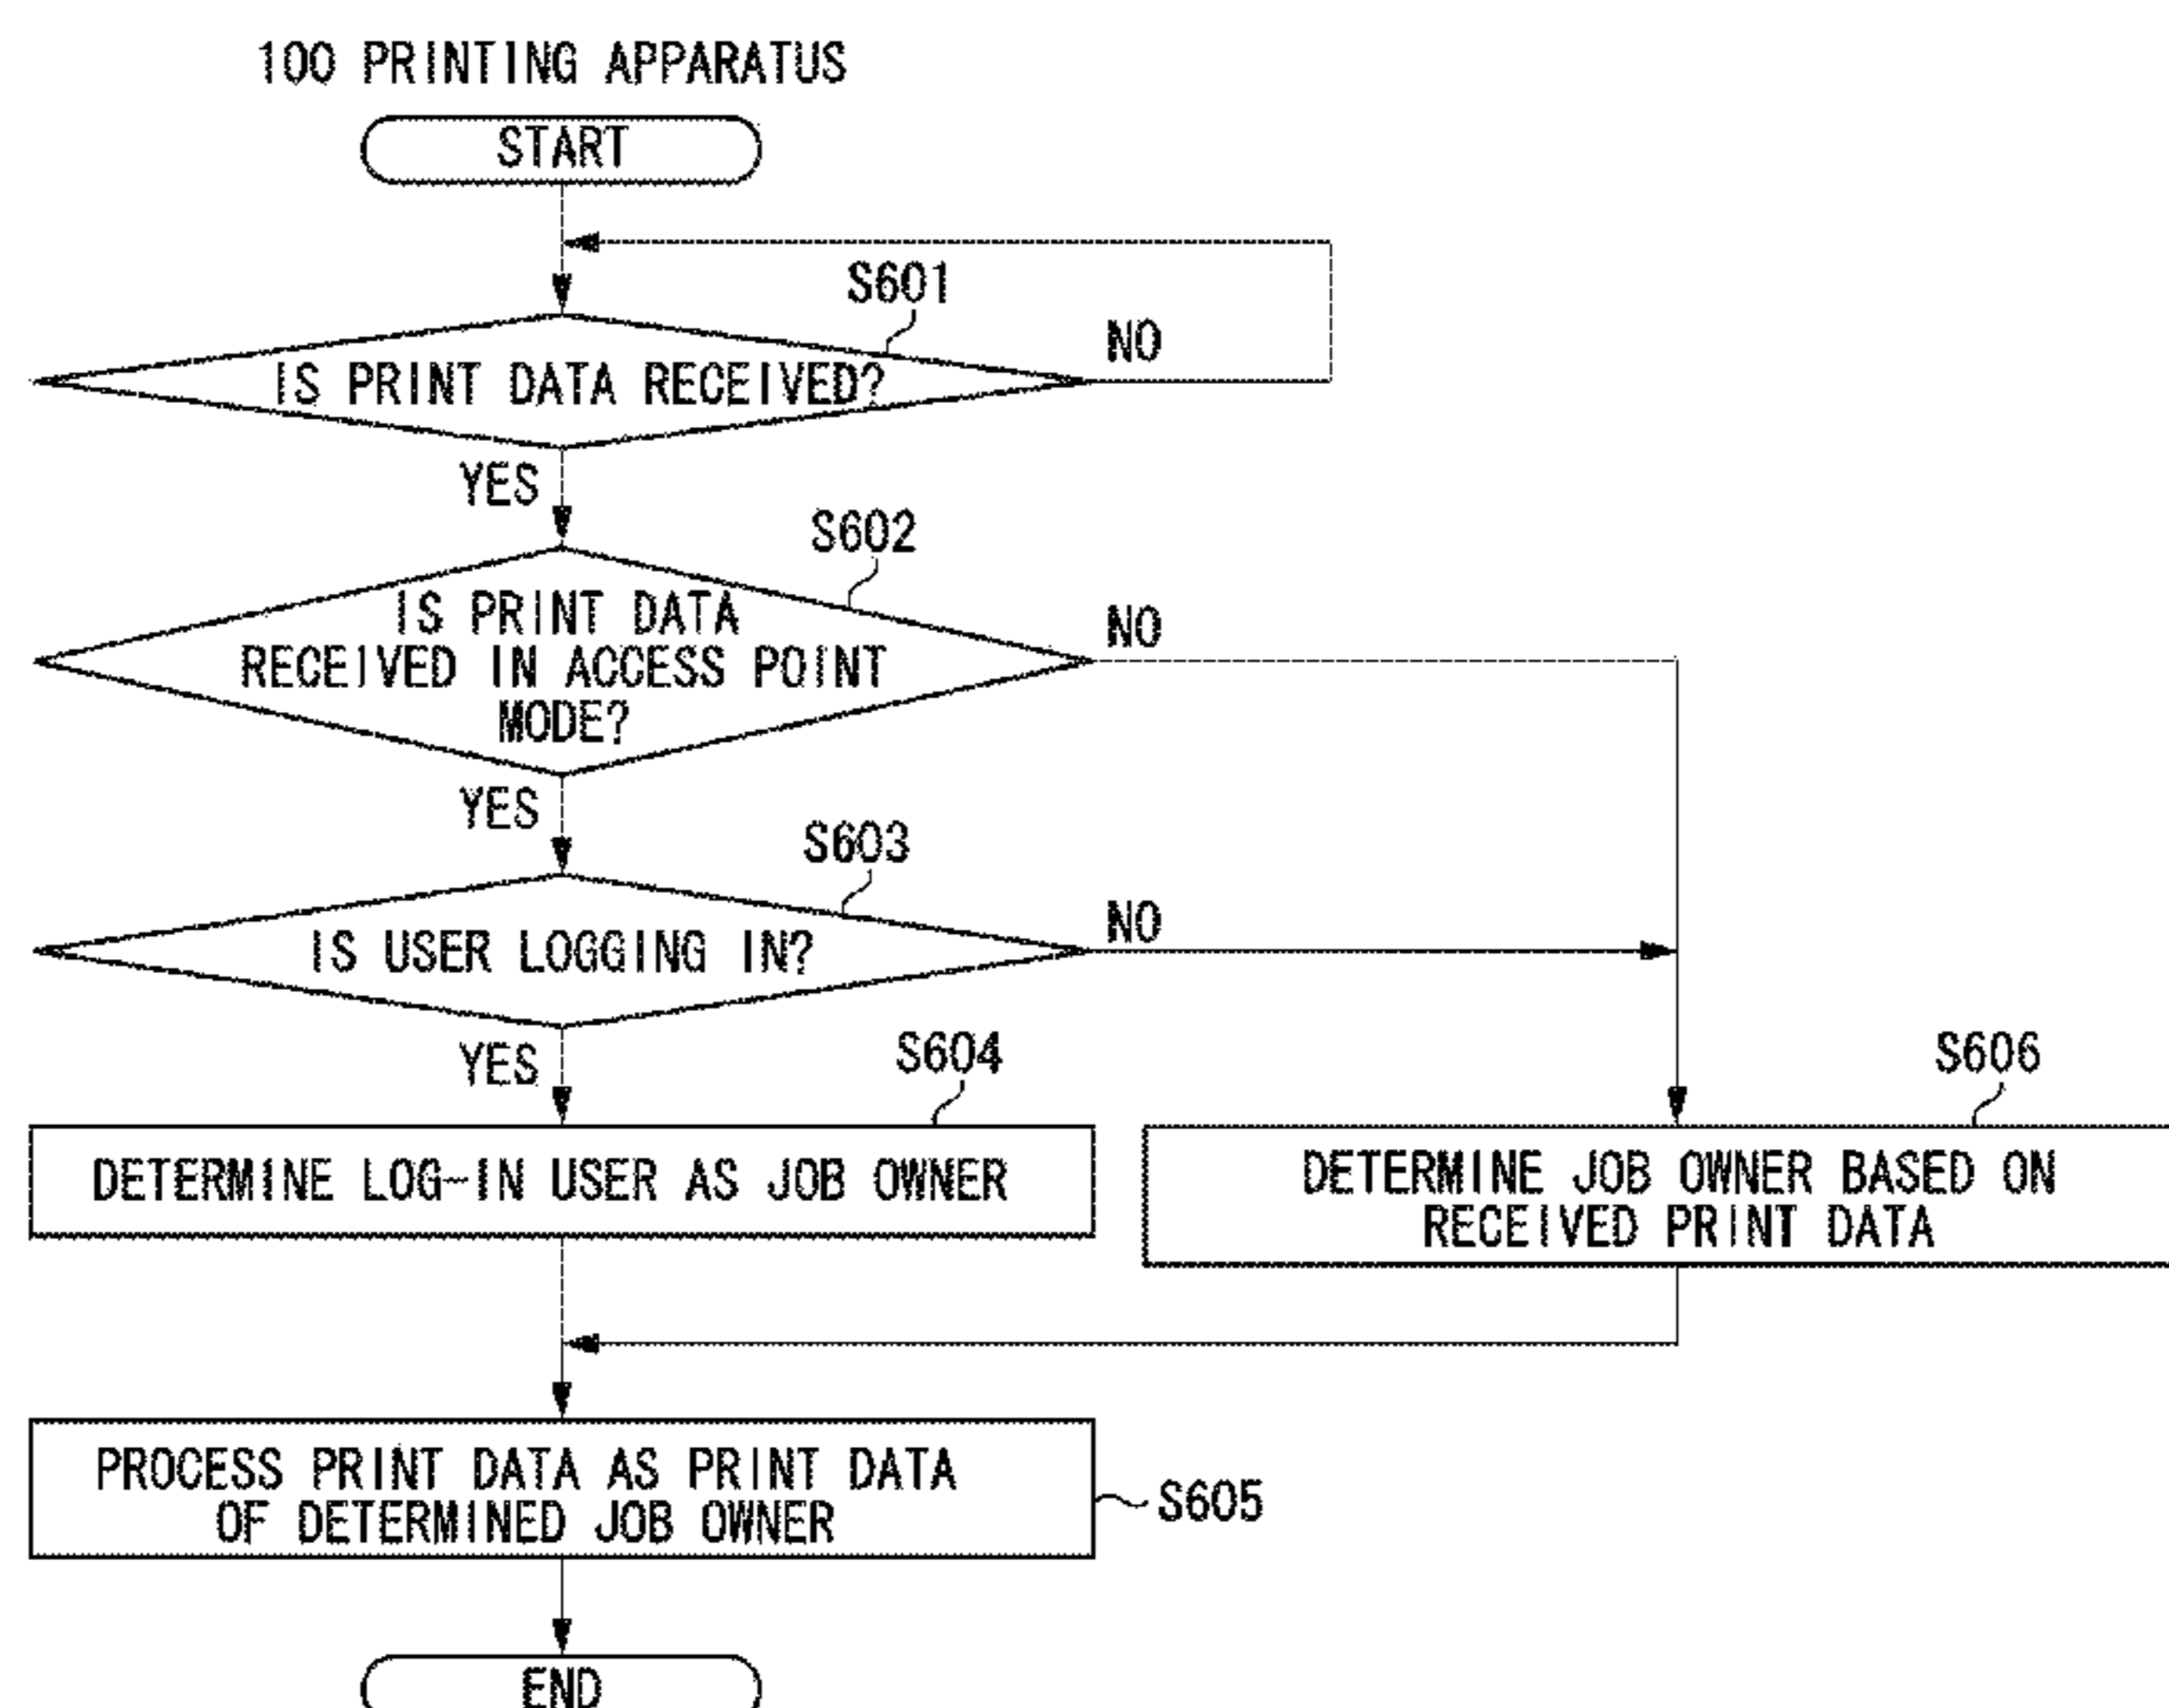 100 PRINTING APPARATUS
START
S601
IS PRINT DATA RECEIVED?
NO
YES
S602
IS PRINT DATA
RECEIVED IN ACCESS POINT
MODE?
NO
YES
S603
IS USER LOGGING IN?
NO
YES
S604
DETERMINE LOG-IN USER AS JOB OWNER
S606
DETERMINE JOB OWNER BASED ON
RECEIVED PRINT DATA
PROCESS PRINT DATA AS PRINT DATA
OF DETERMINED JOB OWNER
S605
END